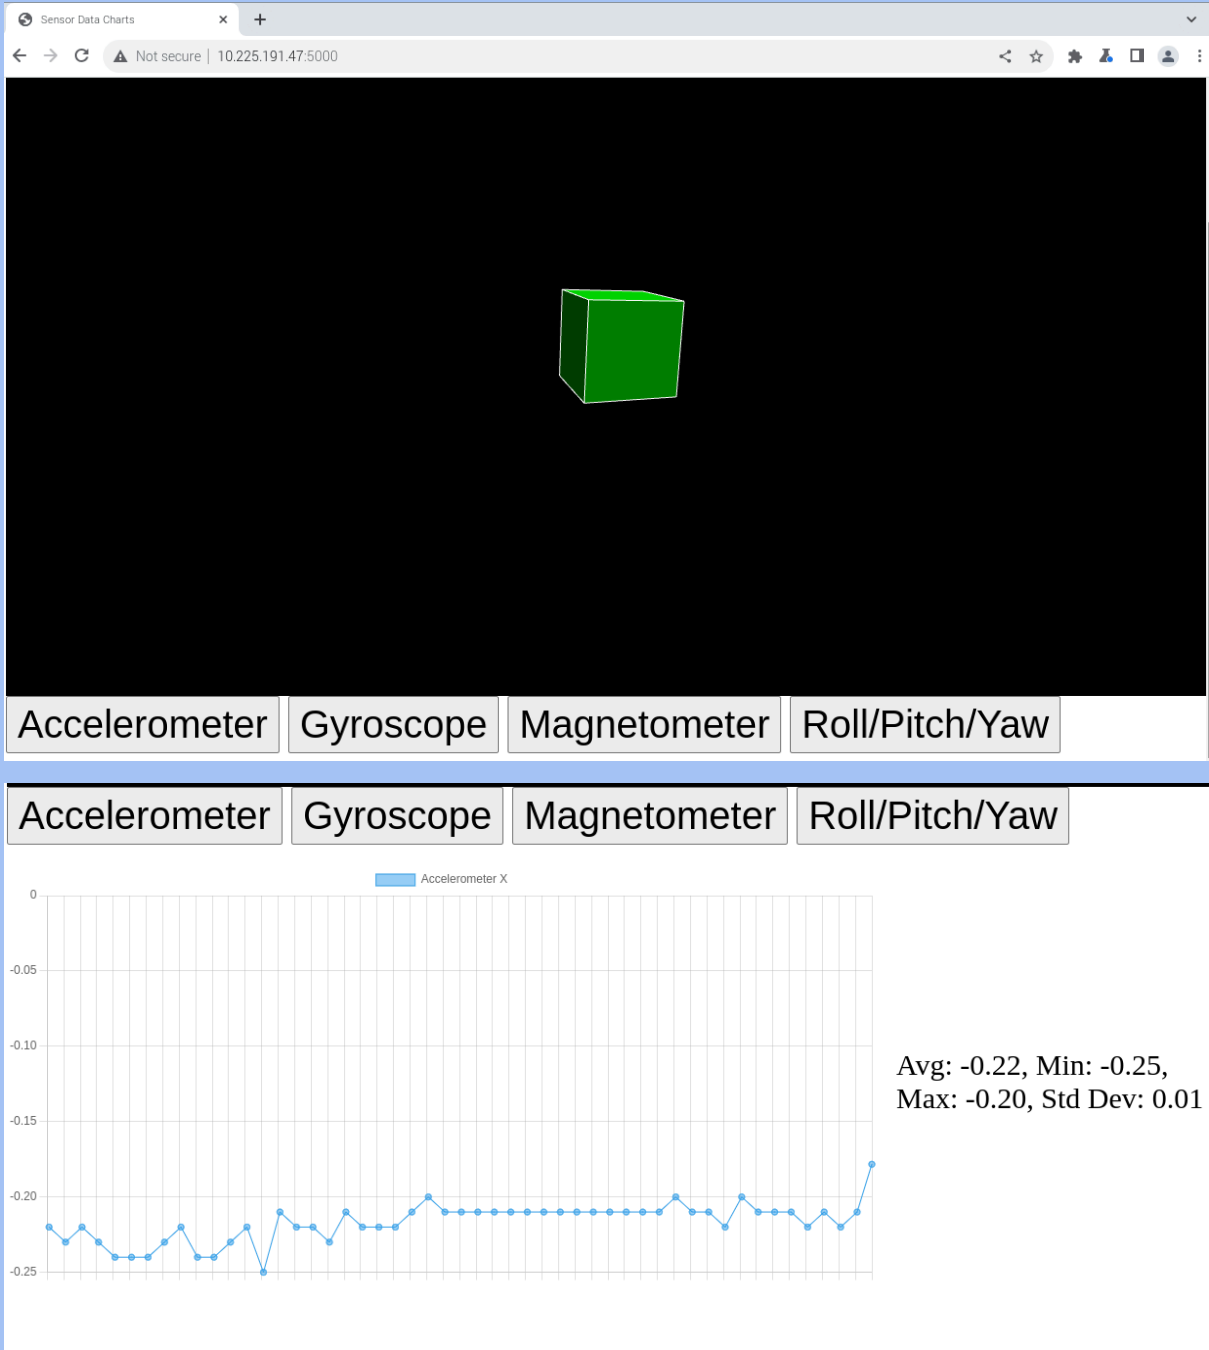 Sensor Data Charts
Not secure | 10.225.191.47:5000
Accelerometer Gyroscope Magnetometer Roll/Pitch/Yaw
Accelerometer Gyroscope Magnetometer Roll/Pitch/Yaw
Accelerometer X
0
-0.05
-0.10
-0.15
-0.20
-0.25
Avg: -0.22, Min: -0.25,
Max: -0.20, Std Dev: 0.01